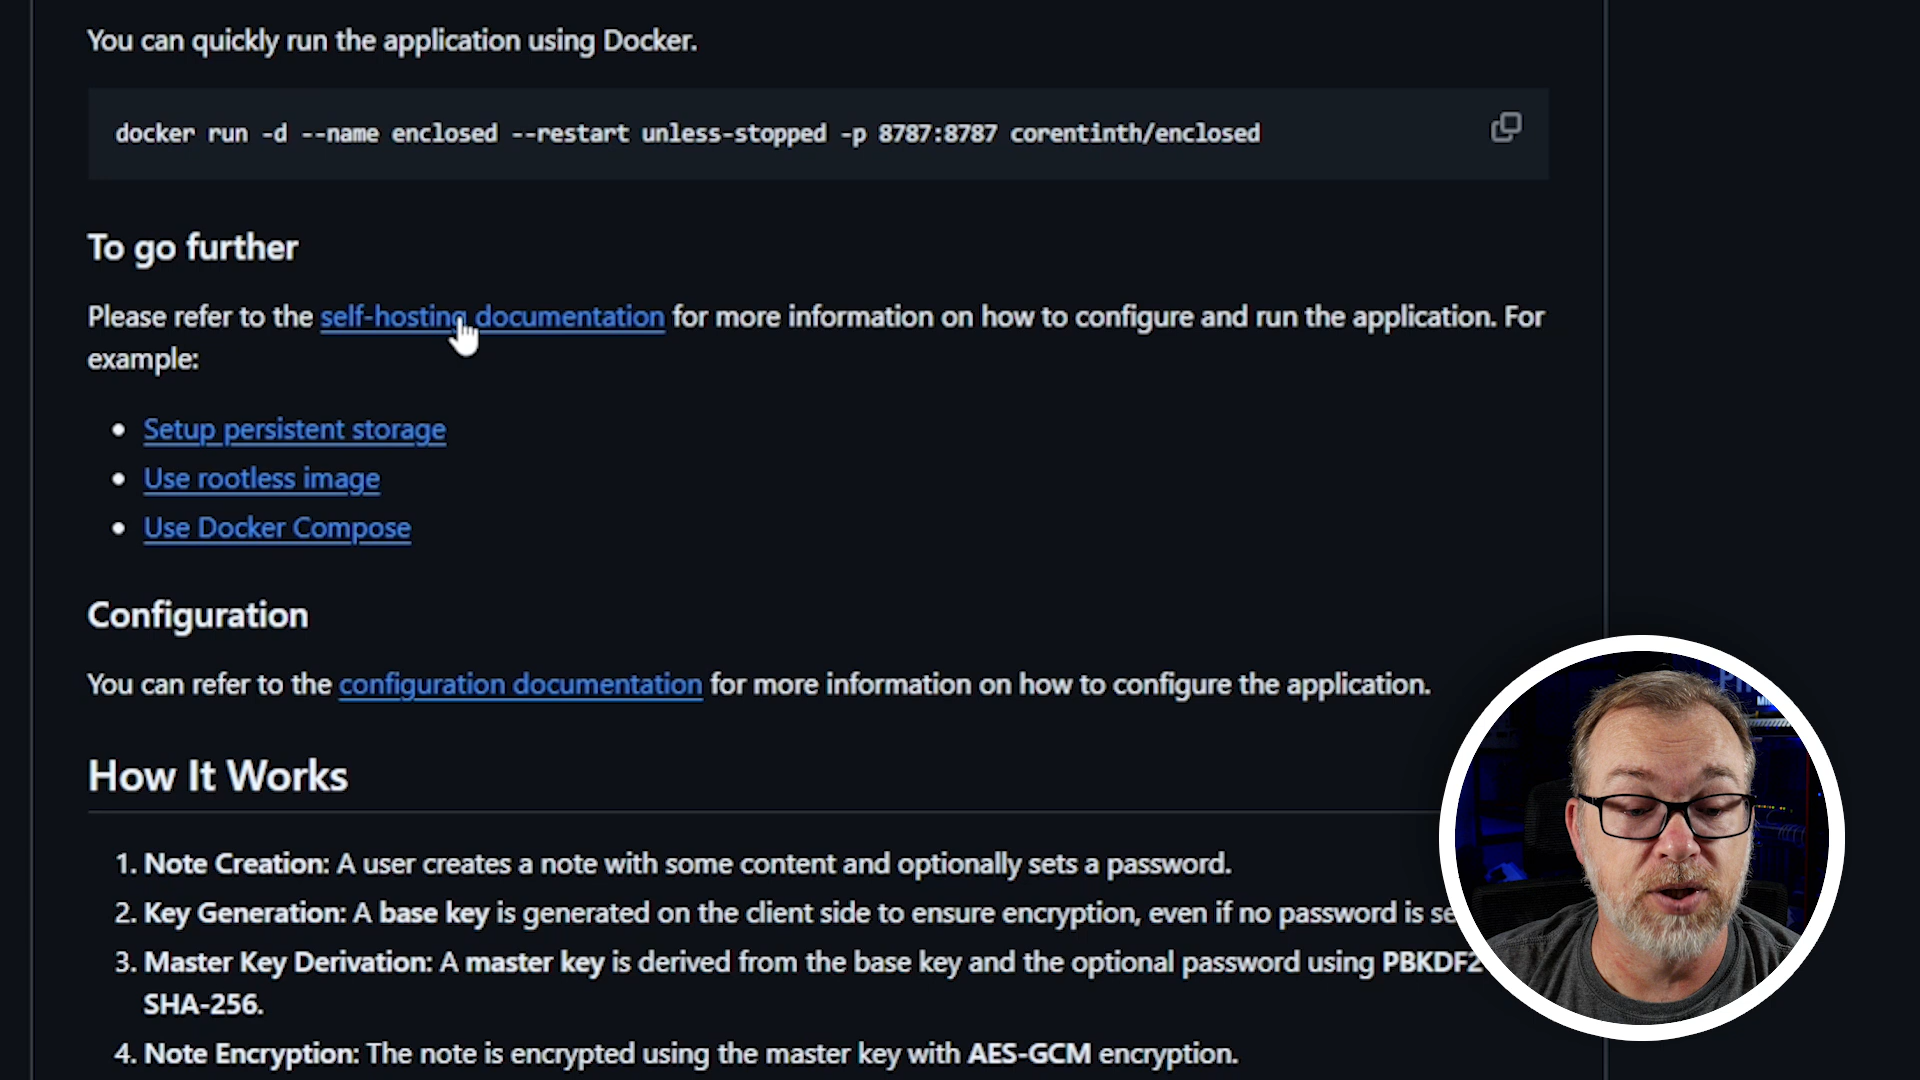 You can quickly run the application using Docker.
docker run -d --name enclosed --restart unless-stopped -p 8787:8787 corentinth/enclosed
To go further
Please refer to the self-hosting documentation for more information on how to configure and run the application. For
example:
Setup persistent storage
Use rootless image
Use Docker Compose
Configuration
You can refer to the configuration documentation for more information on how to configure the application.
How It Works
1. Note Creation: A user creates a note with some content and optionally sets a password.
2. Key Generation: A base key is generated on the client side to ensure encryption, even if no password is
3. Master Key Derivation: A master key is derived from the base key and the optional password using PBKDF2
SHA-256.
4. Note Encryption: The note is encrypted using the master key with AES-GCM encryption.